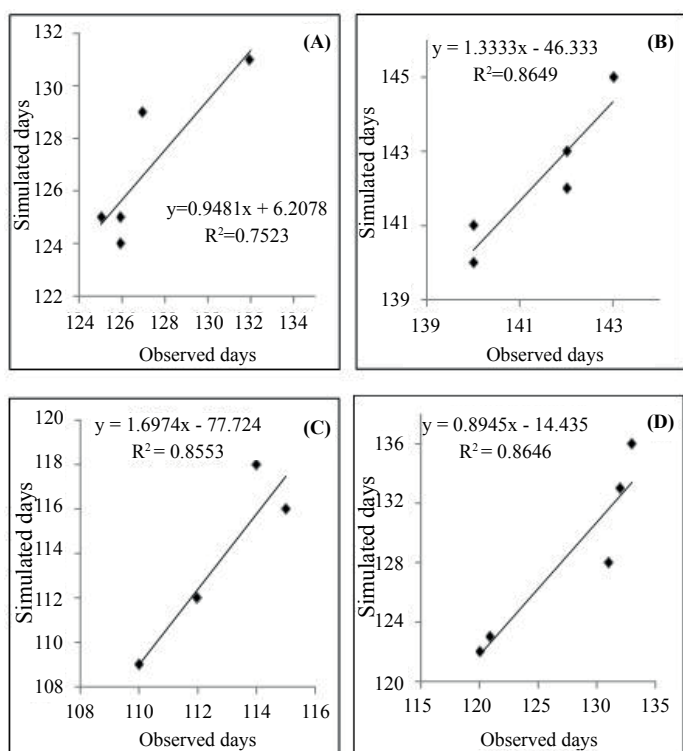 (A)
132
130
128
126
124
122
Simulated days
y=0.9481x + 6.2078
R²=0.7523
124 126 128 130 132 134
Observed days
(B)
y = 1.3333x - 46.333
R²=0.8649
145
143
141
139
Simulated days
139 141 143
Observed days
(C)
y = 1.6974x - 77.724
R² = 0.8553
120
118
116
114
112
110
108
Simulated days
108 110 112 114 116
Observed days
(D)
y = 0.8945x - 14.435
R² = 0.8646
136
132
128
124
120
Simulated days
115 120 125 130 135
Observed days